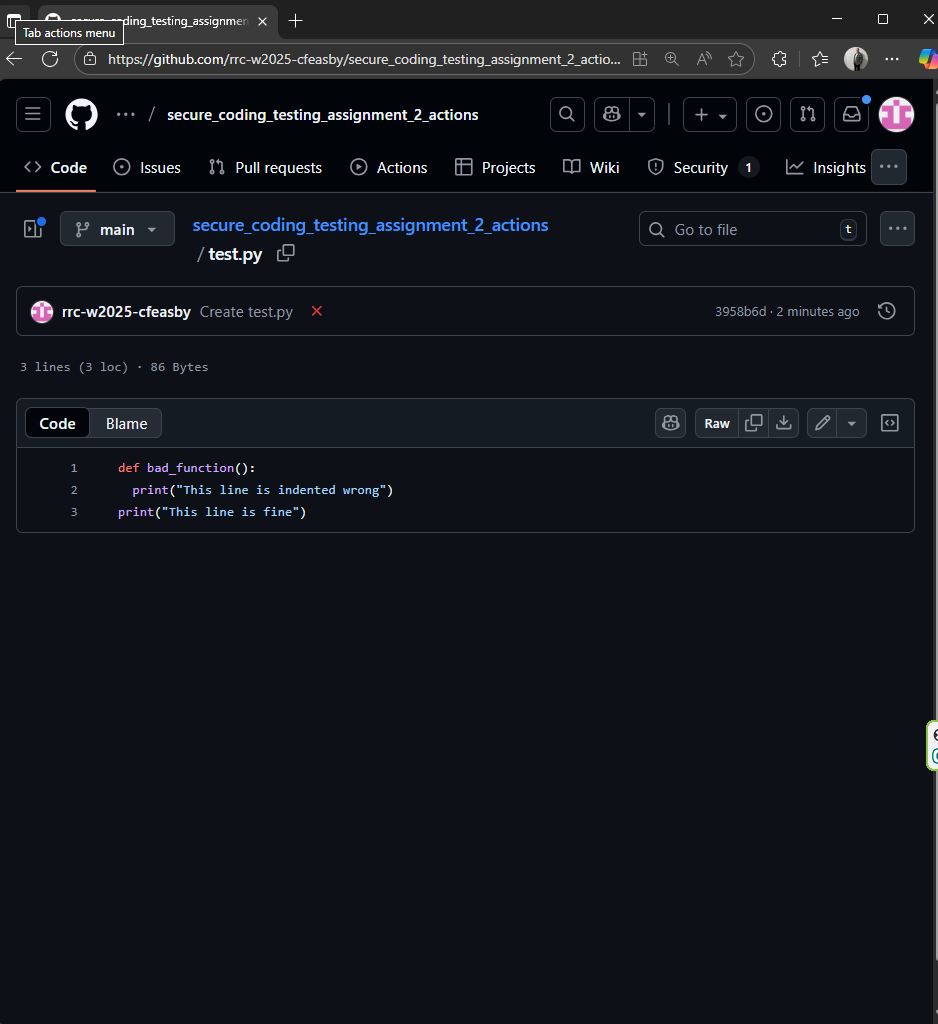 secure_coding_testing_assignmen
Tab actions menu
https://github.com/rrc-w2025-cfeasby/secure_coding_testing_assignment_2_actio...
... / secure_coding_testing_assignment_2_actions
Code Issues Pull requests Actions Projects Wiki Security 1 Insights ...
main
secure_coding_testing_assignment_2_actions
/ test.py
Go to file t
rrc-w2025-cfeasby Create test.py
3958b6d · 2 minutes ago
3 lines (3 loc) · 86 Bytes
Code Blame Raw
1 def bad_function():
2 print("This line is indented wrong")
3 print("This line is fine")